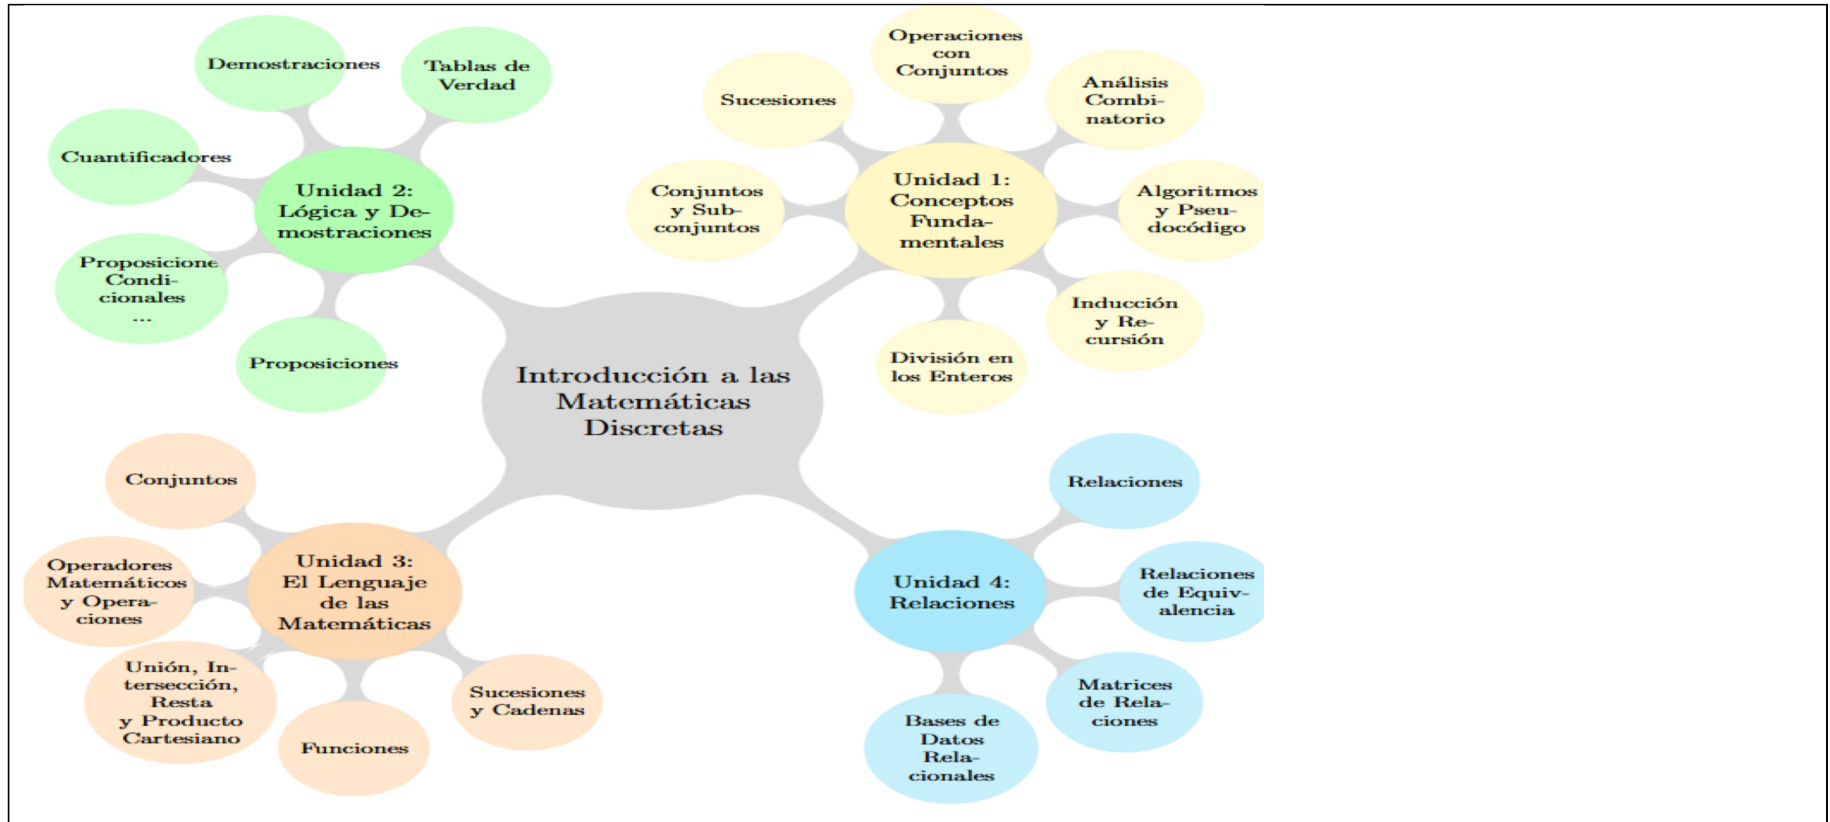 Demostraciones
Tablas de
Verdad
Cuantificadores
Unidad 2:
Lógica y De-
mostraciones
Proposicione
Condi-
cionales
...
Proposiciones
Operaciones
con
Conjuntos
Sucesiones
Análisis
Combi-
natorio
Conjuntos
y Sub-
conjuntos
Unidad 1:
Conceptos
Funda-
mentales
Algoritmos
y Pseu-
docódigo
Inducción
y Re-
cursión
División en
los Enteros
Introducción a las
Matemáticas
Discretas
Conjuntos
Operadores
Matemáticos
y Opera-
ciones
Unidad 3:
El Lenguaje
de las
Matemáticas
Unión, In-
tersección,
Resta
y Producto
Cartesiano
Funciones
Sucesiones
y Cadenas
Relaciones
Unidad 4:
Relaciones
Relaciones
de Equiv-
alencia
Matrices
de Rela-
ciones
Bases de
Datos
Rela-
cionales